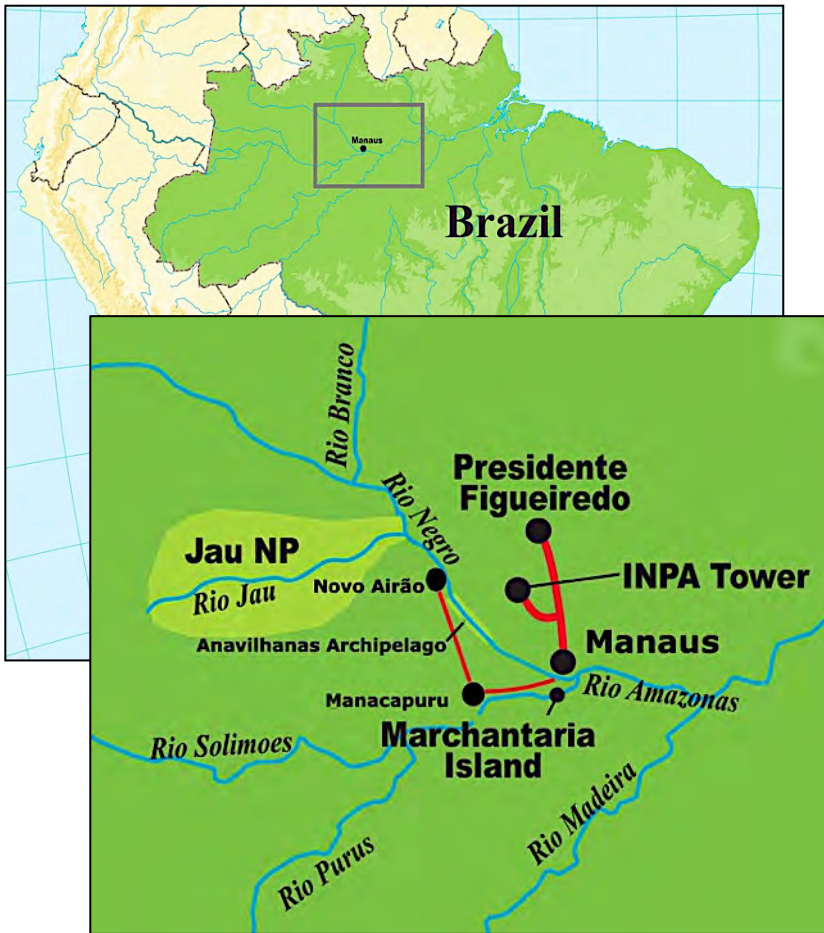 Manaus
Brazil
Rio Branco
Rio Negro
Presidente
Figueiredo
Jau NP
Rio Jau
Novo Airão
INPA Tower
Anavilhanas Archipelago
Manaus
Manacapuru
Rio Amazonas
Marchantaria
Island
Rio Solimoes
Rio Purus
Rio Madeira